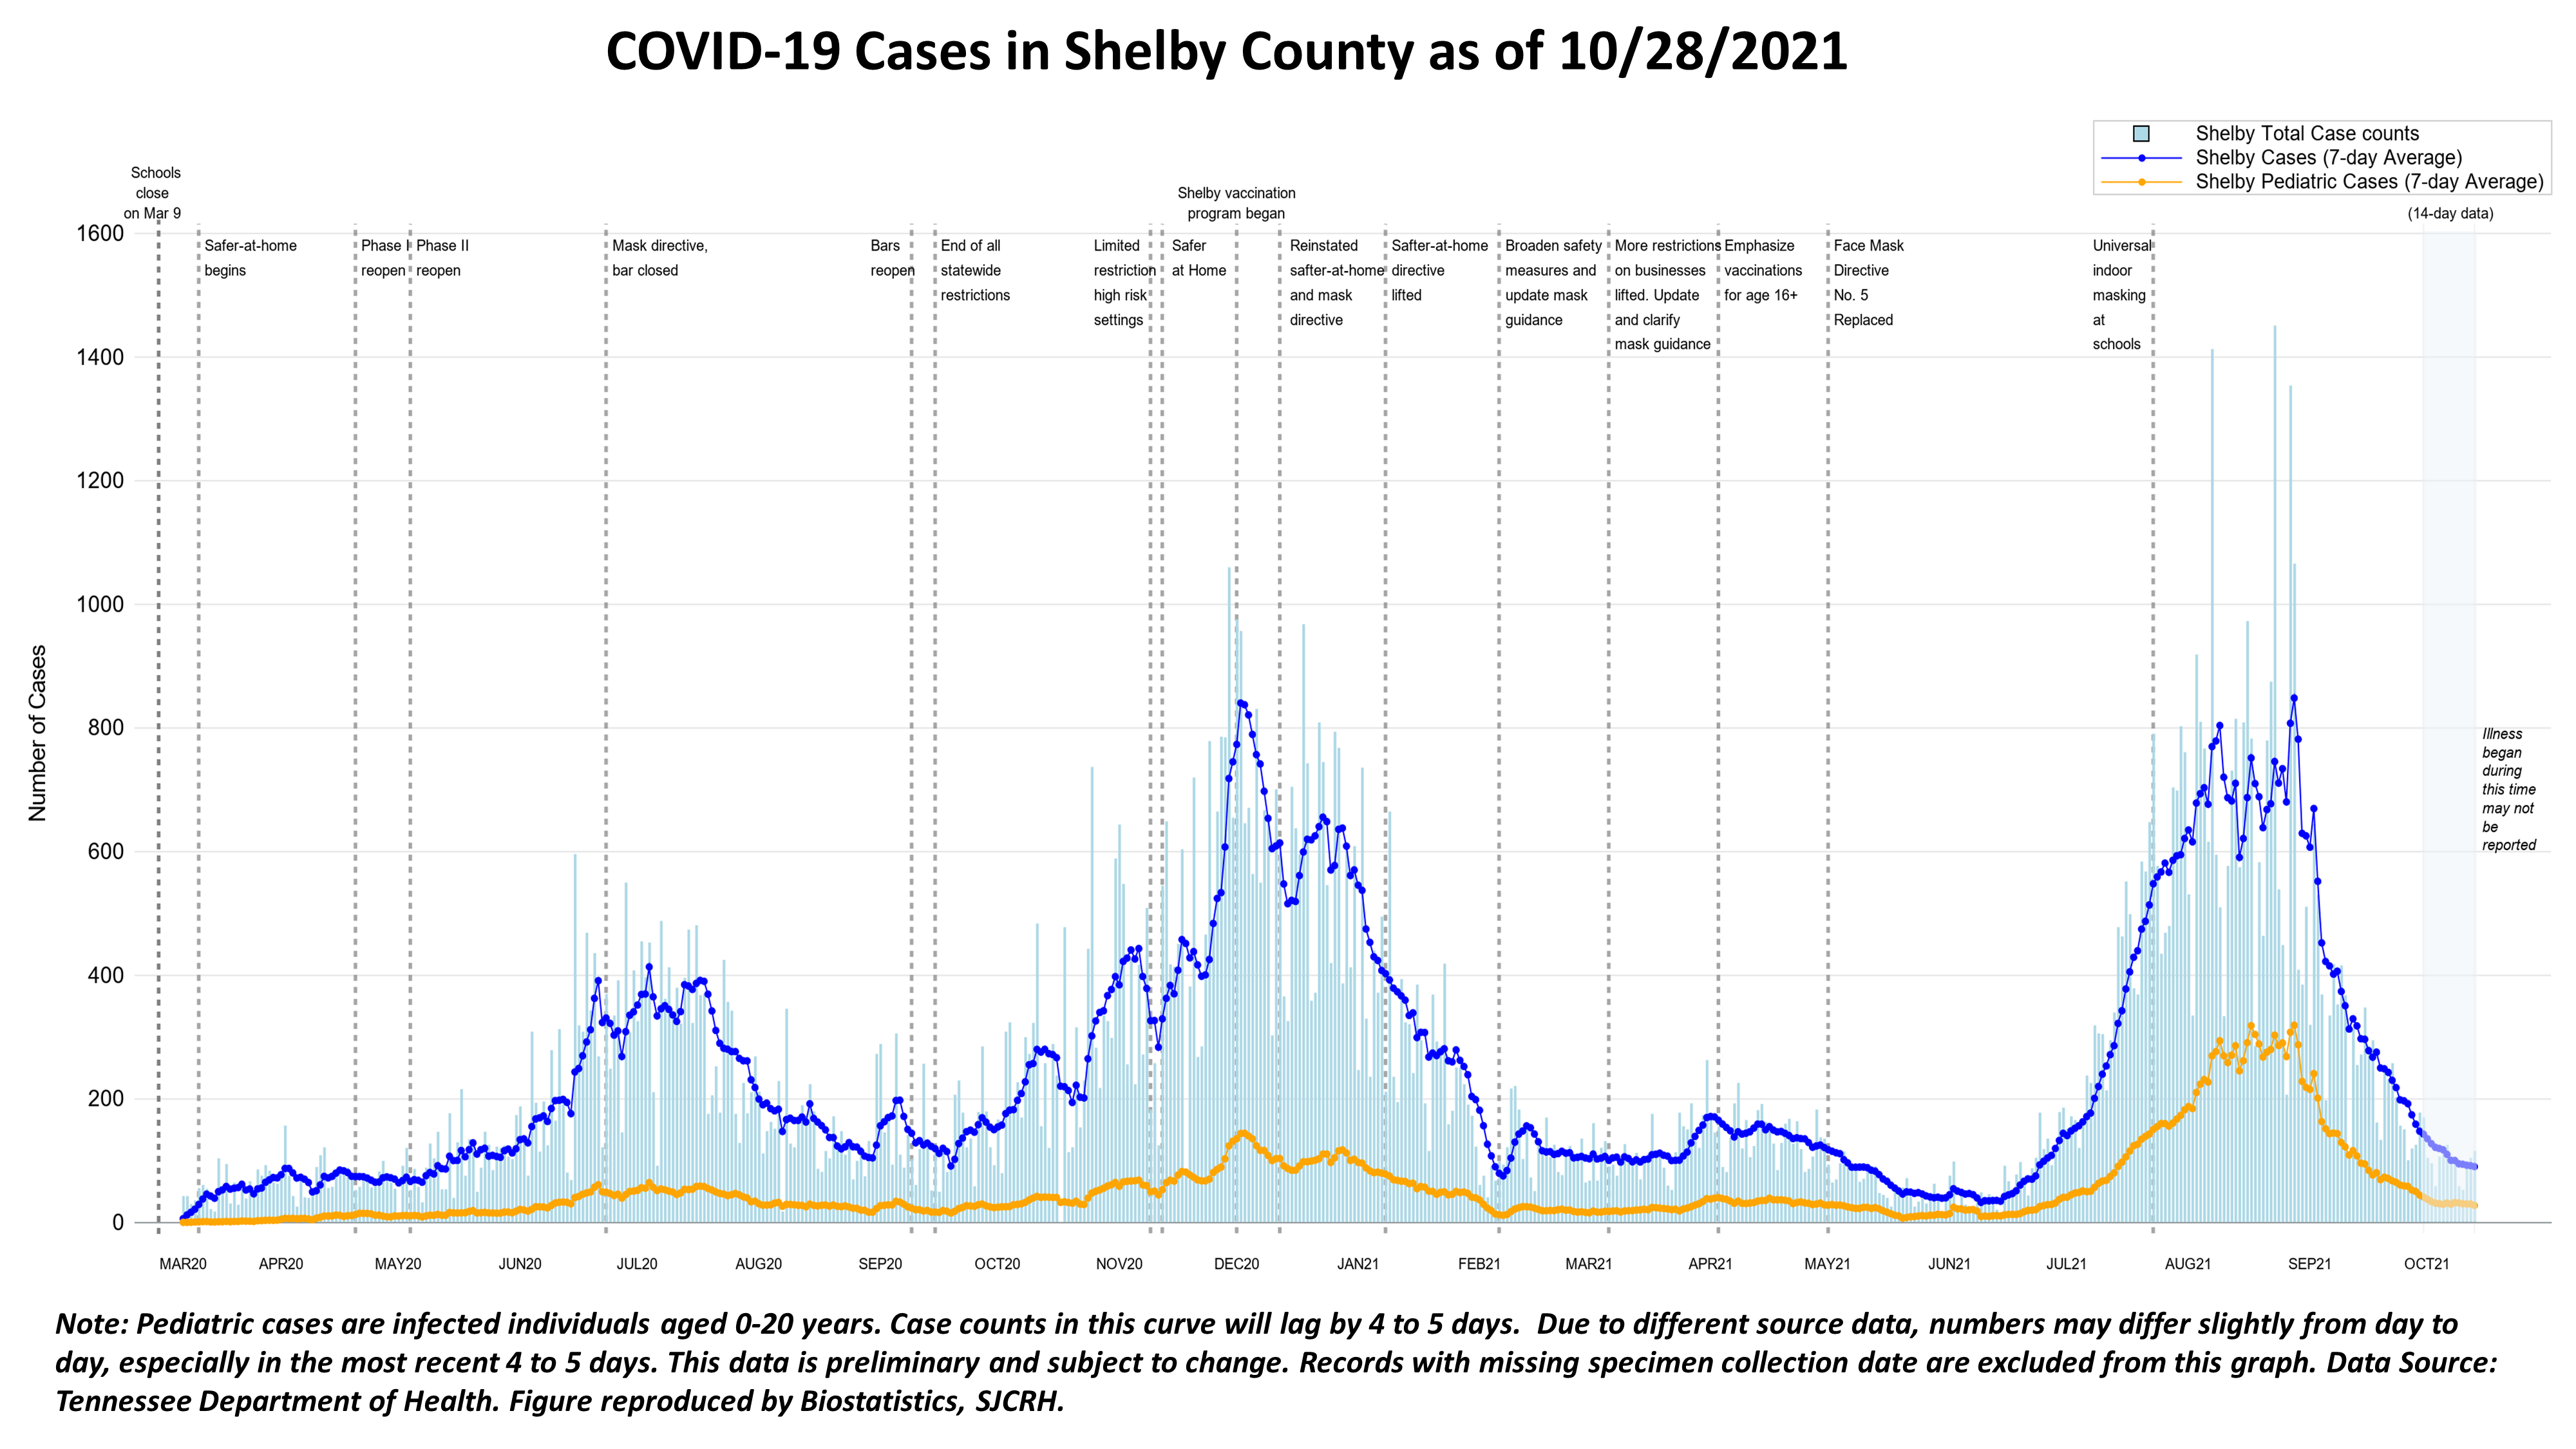 COVID-19 Cases in Shelby County as of 10/28/2021
Shelby Total Case counts
Shelby Cases (7-day Average)
Shelby Pediatric Cases (7-day Average)
Schools
close
on Mar 9
Shelby vaccination
program began
(14-day data)
Safer-at-home
begins
Phase I
reopen
Phase II
reopen
Mask directive,
bar closed
Bars
reopen
End of all
statewide
restrictions
Limited
restriction
high risk
settings
Safer
at Home
Reinstated
safter-at-home
and mask
directive
Safter-at-home
directive
lifted
Broaden safety
measures and
update mask
guidance
More restrictions
on businesses
lifted. Update
and clarify
mask guidance
Emphasize
vaccinations
for age 16+
Face Mask
Directive
No. 5
Replaced
Universal
indoor
masking
at
schools
Illness
began
during
this time
may not
be
reported
Number of Cases
1600
1400
1200
1000
800
600
400
200
0
MAR20 APR20 MAY20 JUN20 JUL20 AUG20 SEP20 OCT20 NOV20 DEC20 JAN21 FEB21 MAR21 APR21 MAY21 JUN21 JUL21 AUG21 SEP21 OCT21
Note: Pediatric cases are infected individuals aged 0-20 years. Case counts in this curve will lag by 4 to 5 days.  Due to different source data, numbers may differ slightly from day to
day, especially in the most recent 4 to 5 days. This data is preliminary and subject to change. Records with missing specimen collection date are excluded from this graph. Data Source:
Tennessee Department of Health. Figure reproduced by Biostatistics, SJCRH.